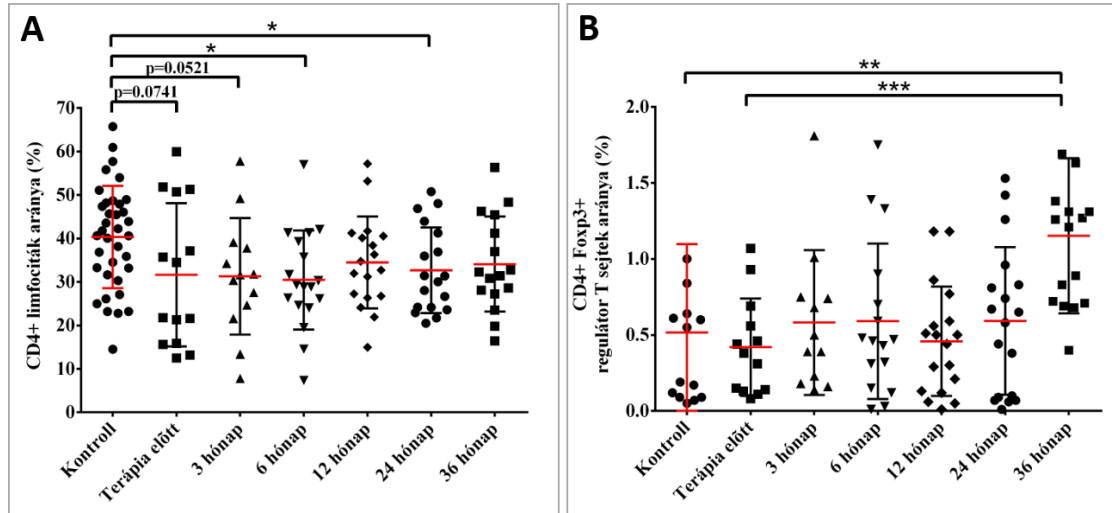 A
*
*
p=0.0521
p=0.0741
CD4+ limfociták aránya (%)
70
60
50
40
30
20
10
0
Kontroll
Terápia előtt
3 hónap
6 hónap
12 hónap
24 hónap
36 hónap
B
**
***
CD4+ Foxp3+
regulátor T sejtek aránya (%)
2.0
1.5
1.0
0.5
0.0
Kontroll
Terápia előtt
3 hónap
6 hónap
12 hónap
24 hónap
36 hónap